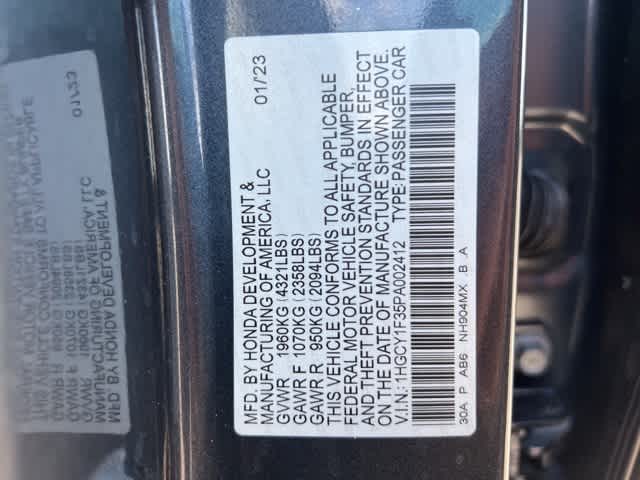 MFD. BY HONDA DEVELOPMENT & 01/23
MANUFACTURING OF AMERICA, LLC
GVWR 1960KG (4321LBS)
GAWR F 1070KG (2358LBS)
GAWR R 950KG (2094LBS)
THIS VEHICLE CONFORMS TO ALL APPLICABLE
FEDERAL MOTOR VEHICLE SAFETY, BUMPER,
AND THEFT PREVENTION STANDARDS IN EFFECT
ON THE DATE OF MANUFACTURE SHOWN ABOVE.
V.I.N.: 1HGCY1F35PA002412 TYPE: PASSENGER CAR
30A P AB6 NH904MX .B .A